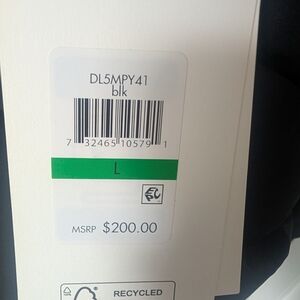 DL5MPY41
blk
7 32465 10579 1
L
MSRP $200.00
RECYCLED